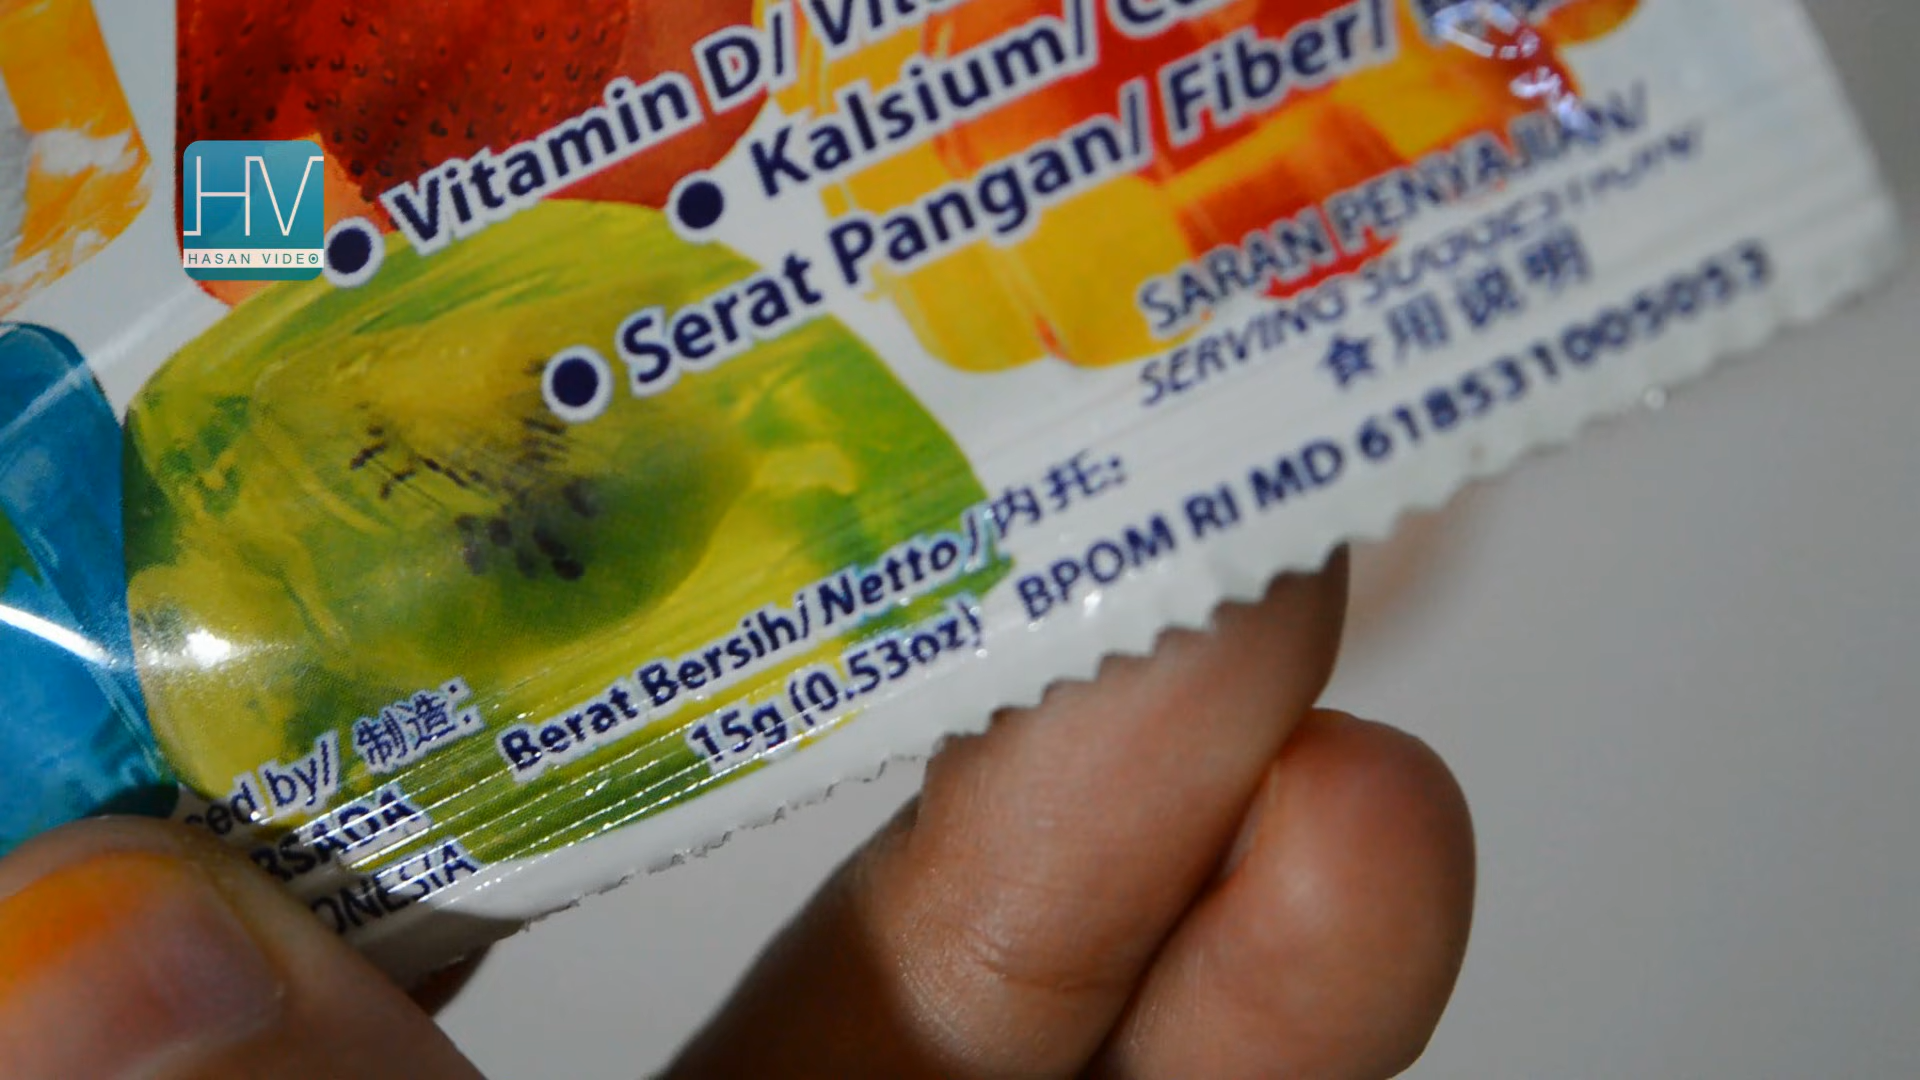 HV
HASAN VIDEO
• Vitamin D/
• Kalsium/
• Serat Pangan/ Fiber/
SARAN PENYAJIAN/
SERVING SUGGESTION/
食用说明
Berat Bersih/ Netto/ 内托:
15g (0.53oz)
BPOM RI MD 618531005053
by/ 制造: